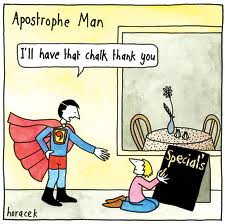 Apostrophe Man
I'll have that chalk thank you
Special's
horacek